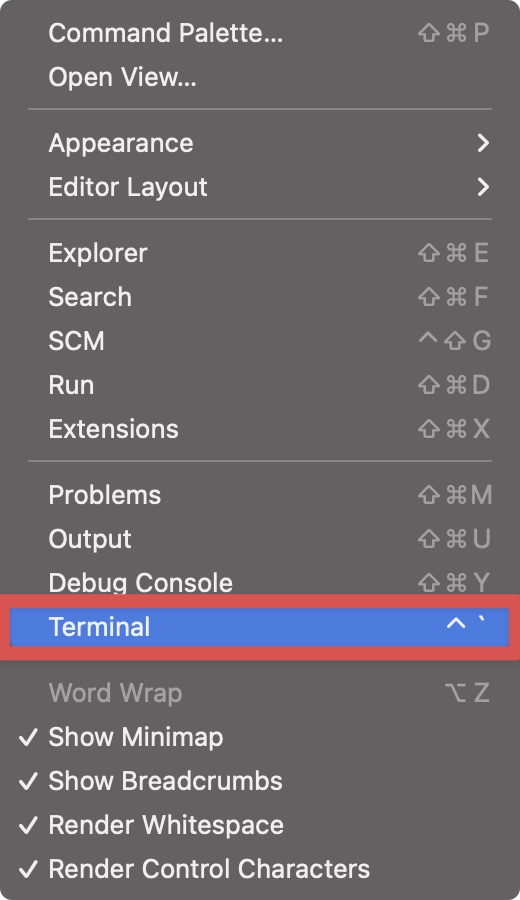 Command Palette... ⇧⌘P
Open View...
Appearance
Editor Layout
Explorer ⇧⌘E
Search ⇧⌘F
SCM ^⇧G
Run ⇧⌘D
Extensions ⇧⌘X
Problems ⇧⌘M
Output ⇧⌘U
Debug Console ⇧⌘Y
Terminal ^`
Word Wrap ⌥Z
✓ Show Minimap
✓ Show Breadcrumbs
✓ Render Whitespace
✓ Render Control Characters